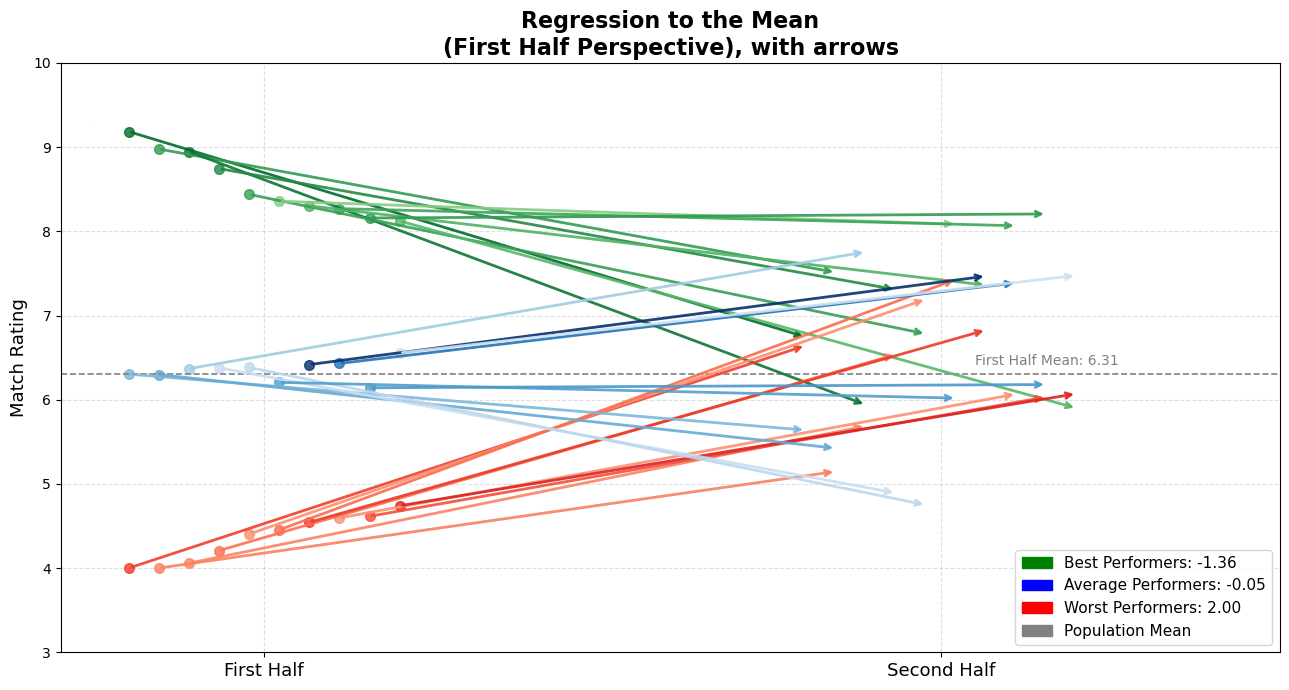 Regression to the Mean
(First Half Perspective), with arrows
Match Rating
10
9
8
7
6
5
4
3
First Half Mean: 6.31
Best Performers: -1.36
Average Performers: -0.05
Worst Performers: 2.00
Population Mean
First Half
Second Half